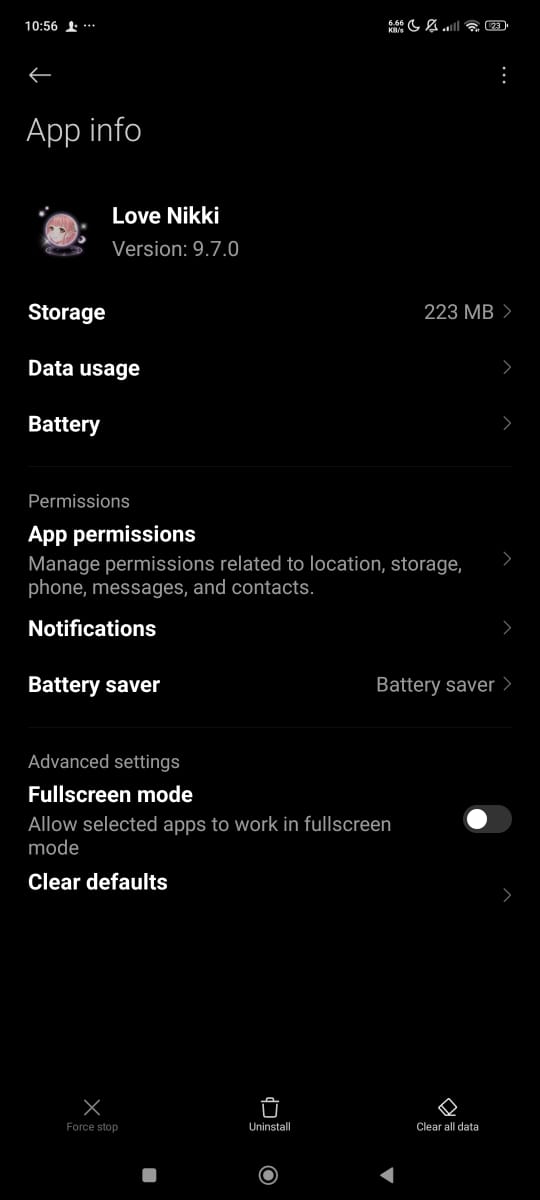 10:56
6.66
KB/s
23
App info
Love Nikki
Version: 9.7.0
Storage 223 MB
Data usage
Battery
Permissions
App permissions
Manage permissions related to location, storage,
phone, messages, and contacts.
Notifications
Battery saver Battery saver
Advanced settings
Fullscreen mode
Allow selected apps to work in fullscreen
mode
Clear defaults
Force stop Uninstall Clear all data